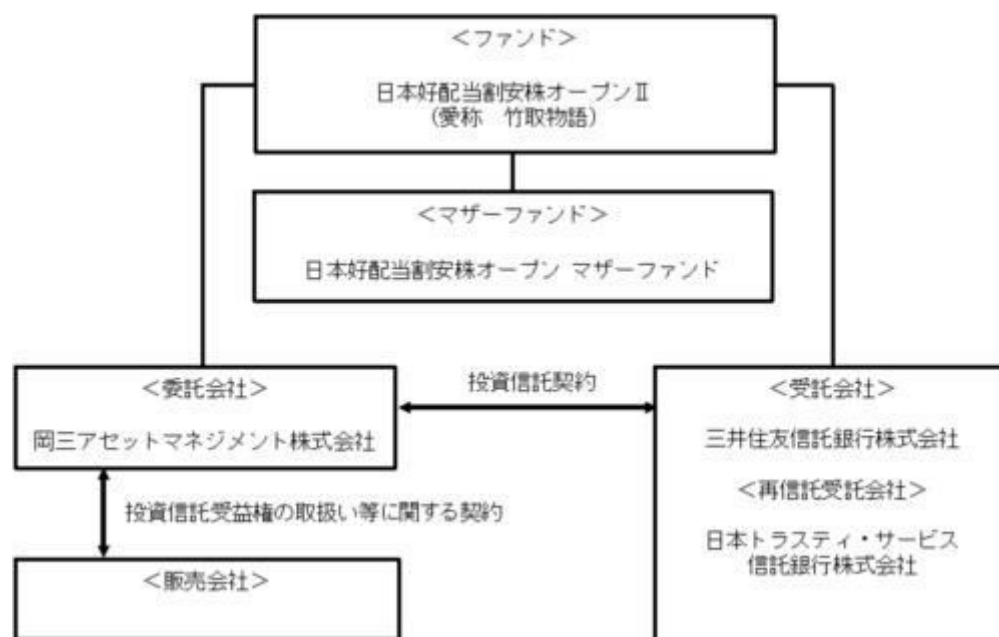 ＜ファンド＞
日本好配当割安株オープンⅡ
（愛称　竹取物語）
＜マザーファンド＞
日本好配当割安株オープン マザーファンド
＜委託会社＞
岡三アセットマネジメント株式会社
投資信託契約
＜受託会社＞
三井住友信託銀行株式会社
＜再信託受託会社＞
日本トラスティ・サービス
信託銀行株式会社
投資信託受益権の取扱い等に関する契約
＜販売会社＞